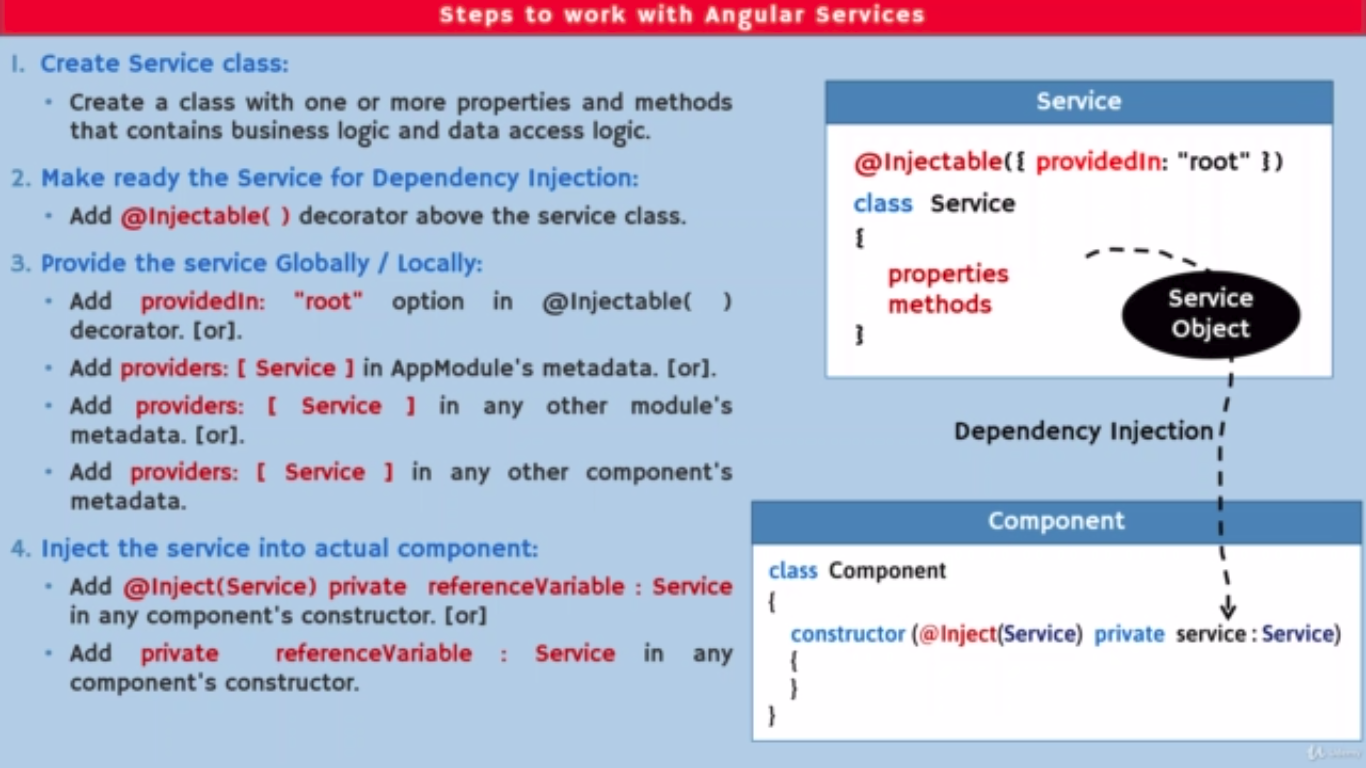 Steps to work with Angular Services
1. Create Service class:
• Create a class with one or more properties and methods
that contains business logic and data access logic.
2. Make ready the Service for Dependency Injection:
• Add @Injectable( ) decorator above the service class.
3. Provide the service Globally / Locally:
• Add providedIn: "root" option in @Injectable( )
decorator. [or].
• Add providers: [ Service ] in AppModule's metadata. [or].
• Add providers: [ Service ] in any other module's
metadata. [or].
• Add providers: [ Service ] in any other component's
metadata.
4. Inject the service into actual component:
• Add @Inject(Service) private referenceVariable : Service
in any component's constructor. [or]
• Add private referenceVariable : Service in any
component's constructor.
Service
@Injectable({ providedIn: "root" })
class Service
{
properties
methods
}
Service
Object
Dependency Injection
Component
class Component
{
constructor (@Inject(Service) private service : Service)
{
}
}